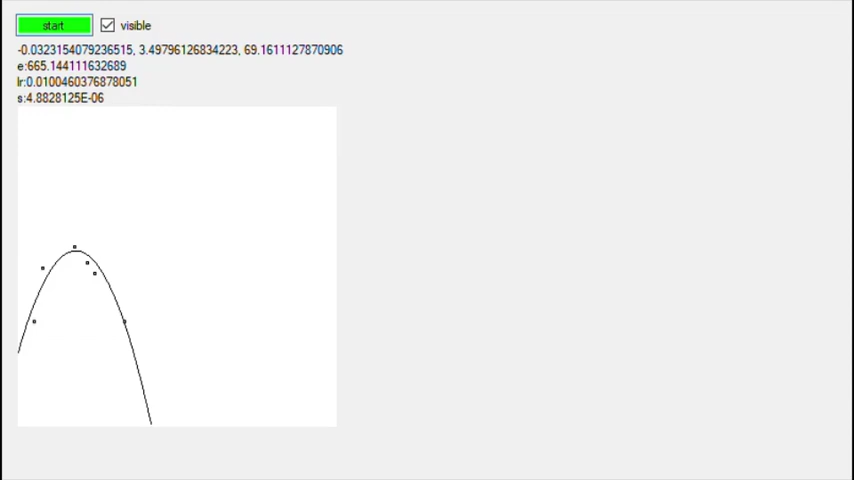 start
visible
-0.0323154079236515, 3.49796126834223, 69.1611127870906
e:665.144111632689
lr:0.0100460376878051
s:4.8828125E-06